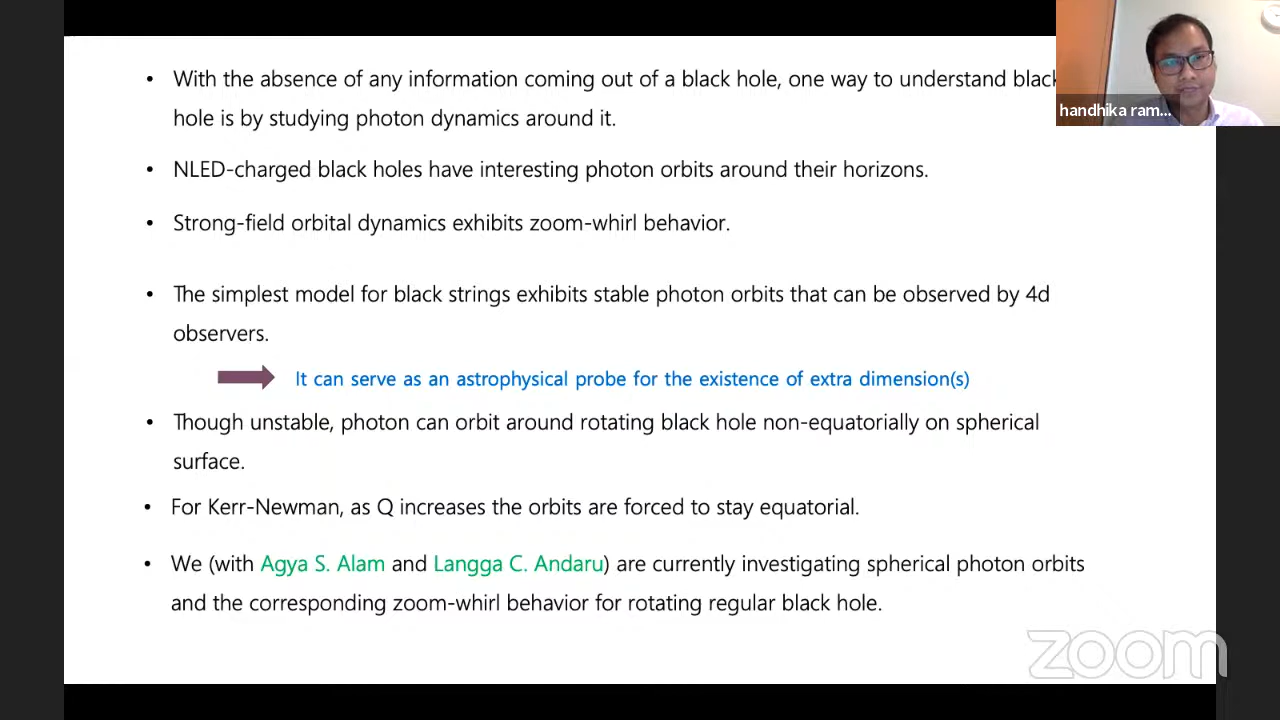 • With the absence of any information coming out of a black hole, one way to understand black
hole is by studying photon dynamics around it.
handhika ram...
• NLED-charged black holes have interesting photon orbits around their horizons.
• Strong-field orbital dynamics exhibits zoom-whirl behavior.
• The simplest model for black strings exhibits stable photon orbits that can be observed by 4d
observers.
It can serve as an astrophysical probe for the existence of extra dimension(s)
• Though unstable, photon can orbit around rotating black hole non-equatorially on spherical
surface.
• For Kerr-Newman, as Q increases the orbits are forced to stay equatorial.
• We (with Agya S. Alam and Langga C. Andaru) are currently investigating spherical photon orbits
and the corresponding zoom-whirl behavior for rotating regular black hole.
zoom